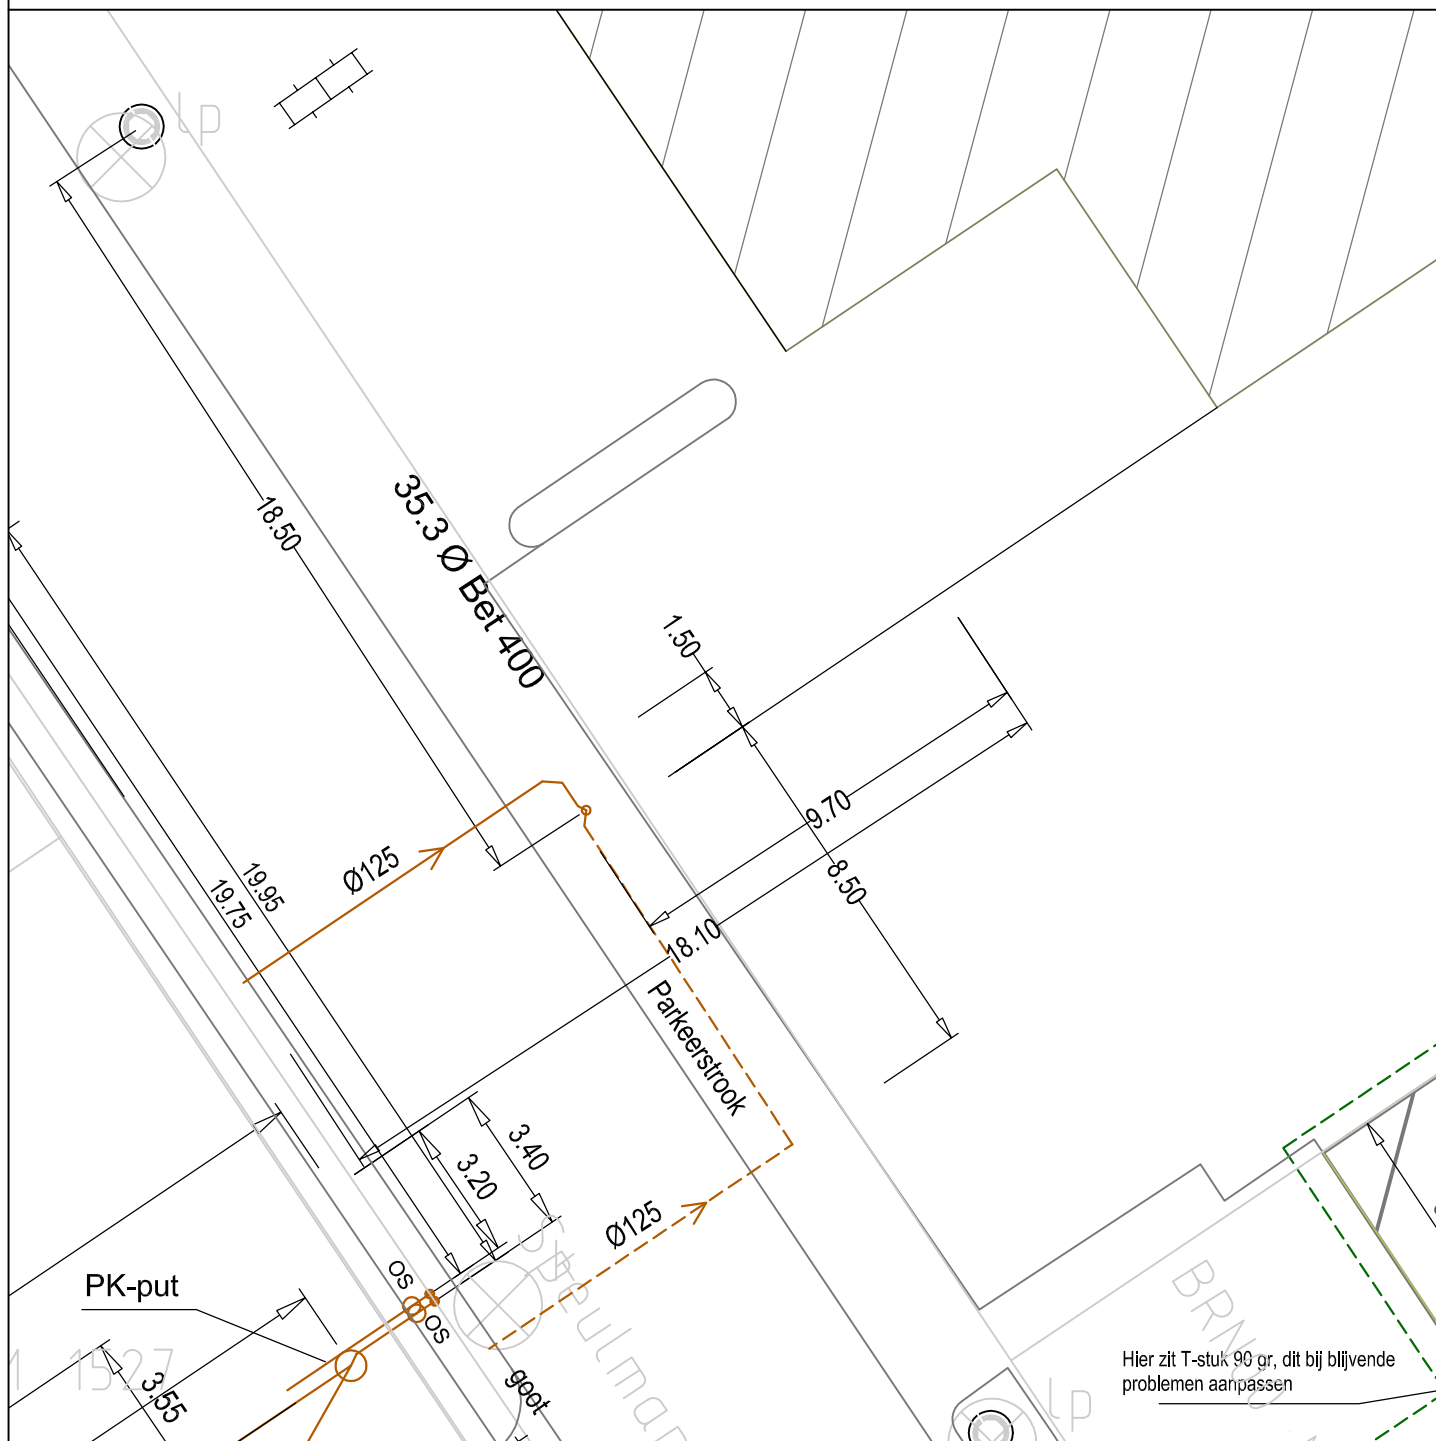 lp
18.50
35.3 Ø Bet 400
1.50
9.70
8.50
18.10
Ø125
19.95
19.75
Parkeerstrook
3.40
3.20
Ø125
os
os
PK-put
1527
3.55
goot
lp
Hier zit T-stuk 90 gr, dit bij blijvende
problemen aanpassen